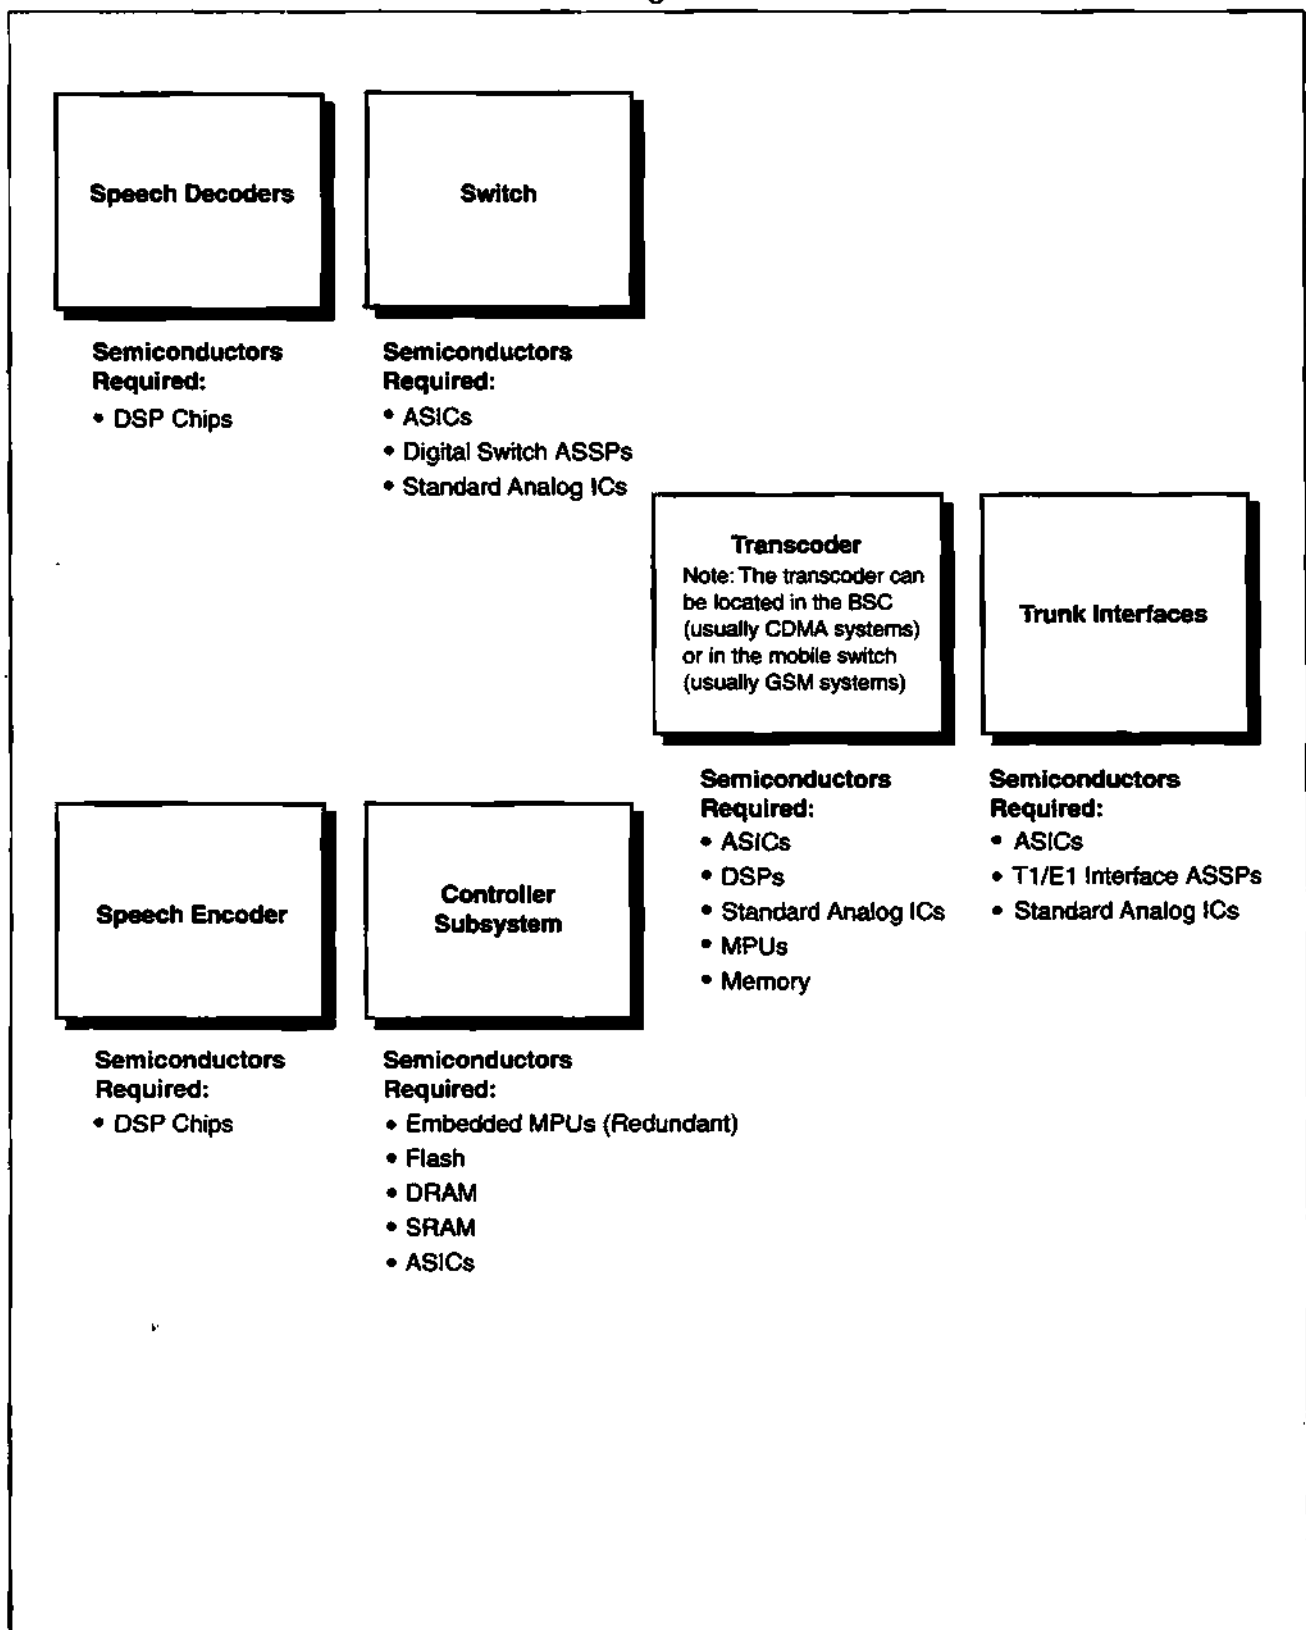 Speech Decoders
Semiconductors
Required:
• DSP Chips
Switch
Semiconductors
Required:
• ASICs
• Digital Switch ASSPs
• Standard Analog ICs
Transcoder
Note: The transcoder can
be located in the BSC
(usually CDMA systems)
or in the mobile switch
(usually GSM systems)
Semiconductors
Required:
• ASICs
• DSPs
• Standard Analog ICs
• MPUs
• Memory
Trunk Interfaces
Semiconductors
Required:
• ASICs
• T1/E1 Interface ASSPs
• Standard Analog ICs
Speech Encoder
Semiconductors
Required:
• DSP Chips
Controller
Subsystem
Semiconductors
Required:
• Embedded MPUs (Redundant)
• Flash
• DRAM
• SRAM
• ASICs